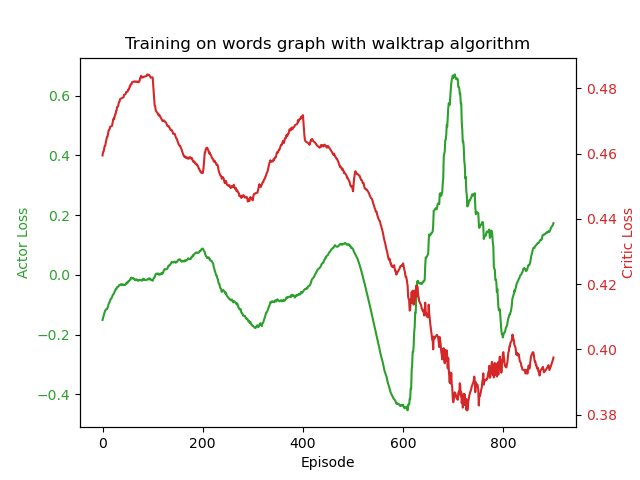 Training on words graph with walktrap algorithm
0.6
0.4
0.2
0.0
−0.2
−0.4
Actor Loss
0.48
0.46
0.44
0.42
0.40
0.38
Critic Loss
0 200 400 600 800
Episode